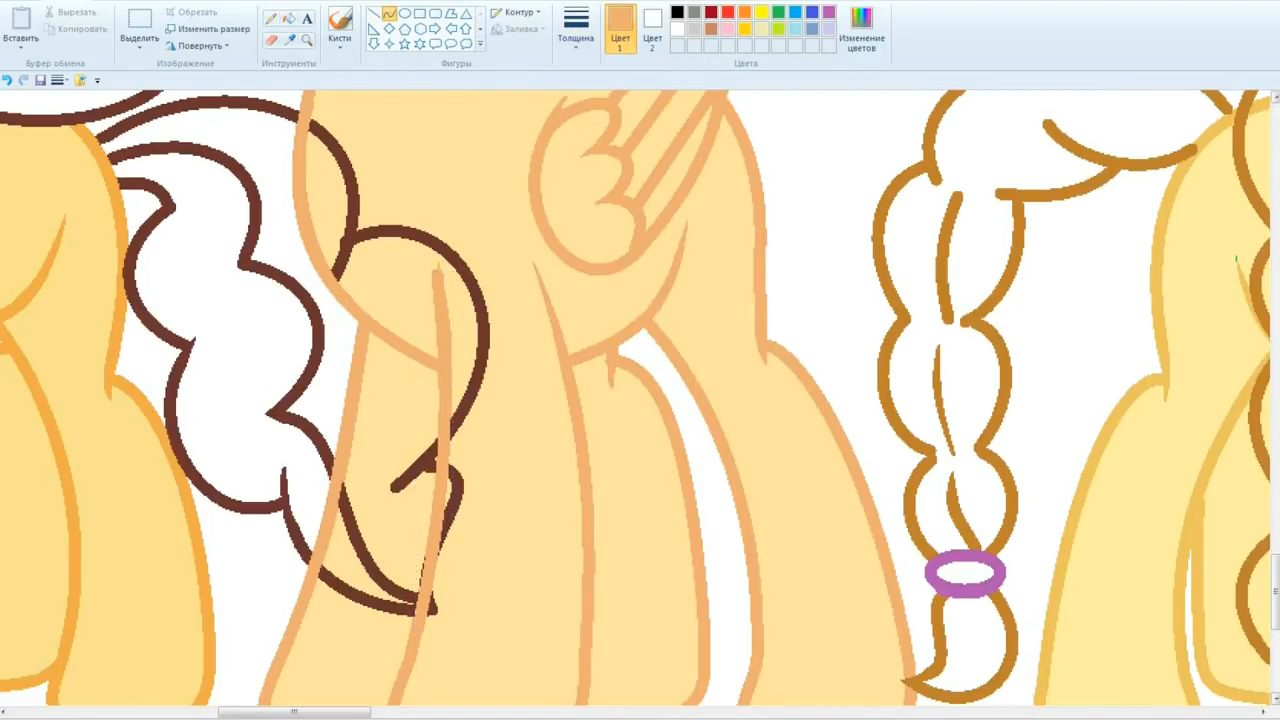 Вставить
Вырезать
Копировать
Буфер обмена
Выделить
Обрезать
Изменить размер
Повернуть
Изображение
A
Инструменты
Кисти
Контур
Заливка
Фигуры
Толщина
Цвет
1
Цвет
2
Цвета
Изменение
цветов